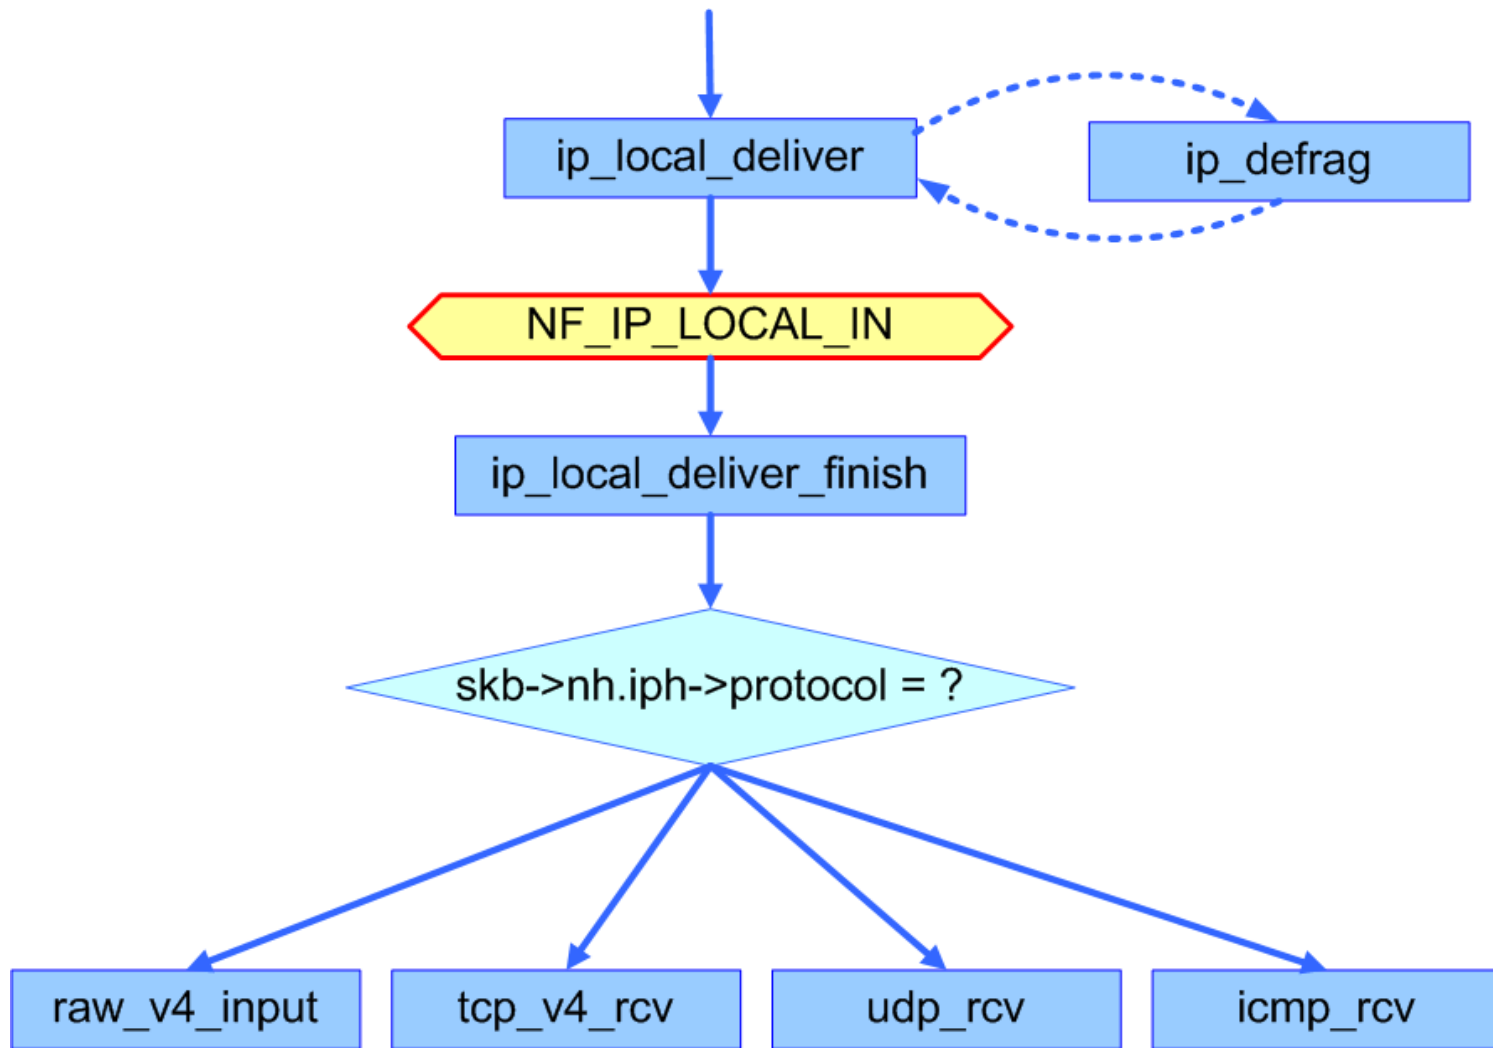 ip_local_deliver
ip_defrag
NF_IP_LOCAL_IN
ip_local_deliver_finish
skb->nh.iph->protocol = ?
raw_v4_input
tcp_v4_rcv
udp_rcv
icmp_rcv